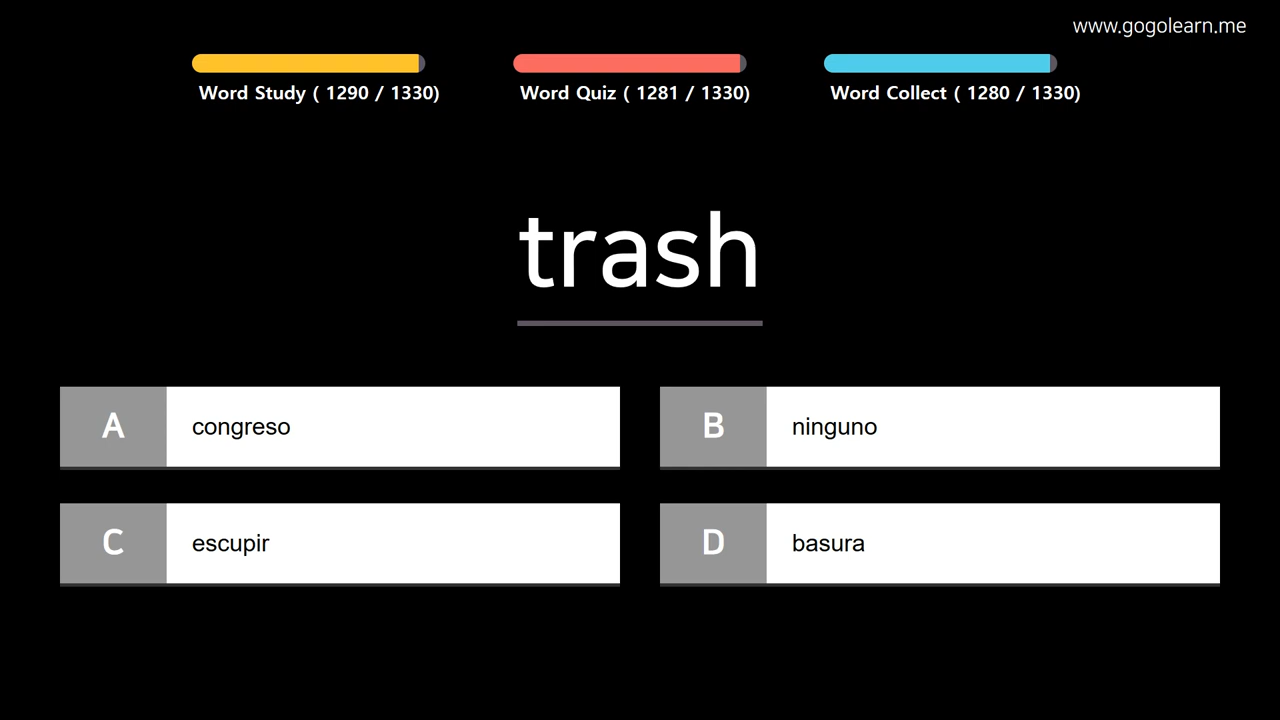 www.gogolearn.me
Word Study ( 1290 / 1330)
Word Quiz ( 1281 / 1330)
Word Collect ( 1280 / 1330)
trash
A congreso
B ninguno
C escupir
D basura